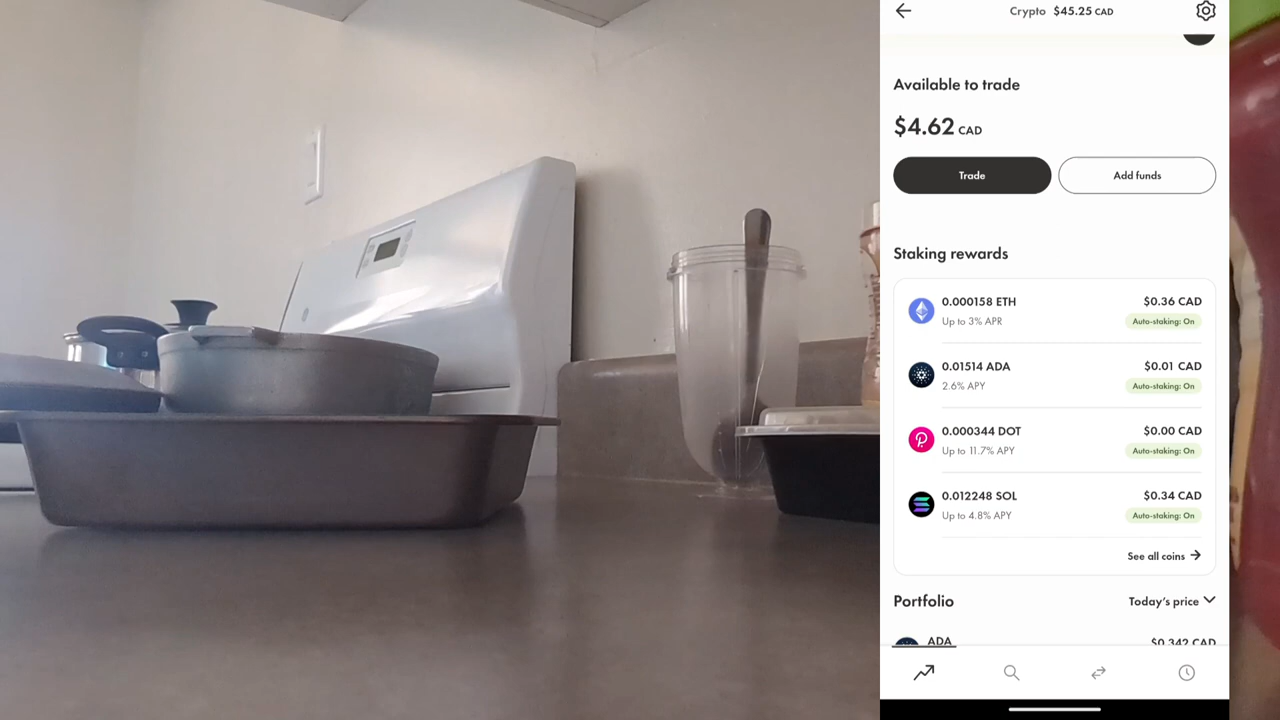 Crypto $45.25 CAD
Available to trade
$4.62 CAD
Trade
Add funds
Staking rewards
0.000158 ETH
$0.36 CAD
Up to 3% APR
Auto-staking: On
0.01514 ADA
$0.01 CAD
2.6% APY
Auto-staking: On
0.000344 DOT
$0.00 CAD
Up to 11.7% APY
Auto-staking: On
0.012248 SOL
$0.34 CAD
Up to 4.8% APY
Auto-staking: On
See all coins
Portfolio
Today's price
ADA
$0.342 CAD